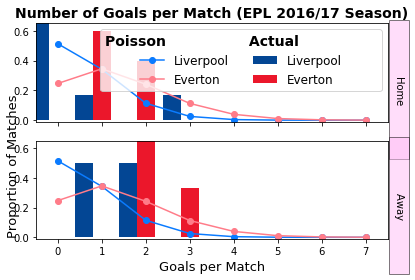 Number of Goals per Match (EPL 2016/17 Season)
Poisson Actual
Liverpool Liverpool
Everton Everton
0.6
0.4
0.2
0.0
Home
0.6
0.4
0.2
0.0
Away
Proportion of Matches
0 1 2 3 4 5 6 7
Goals per Match